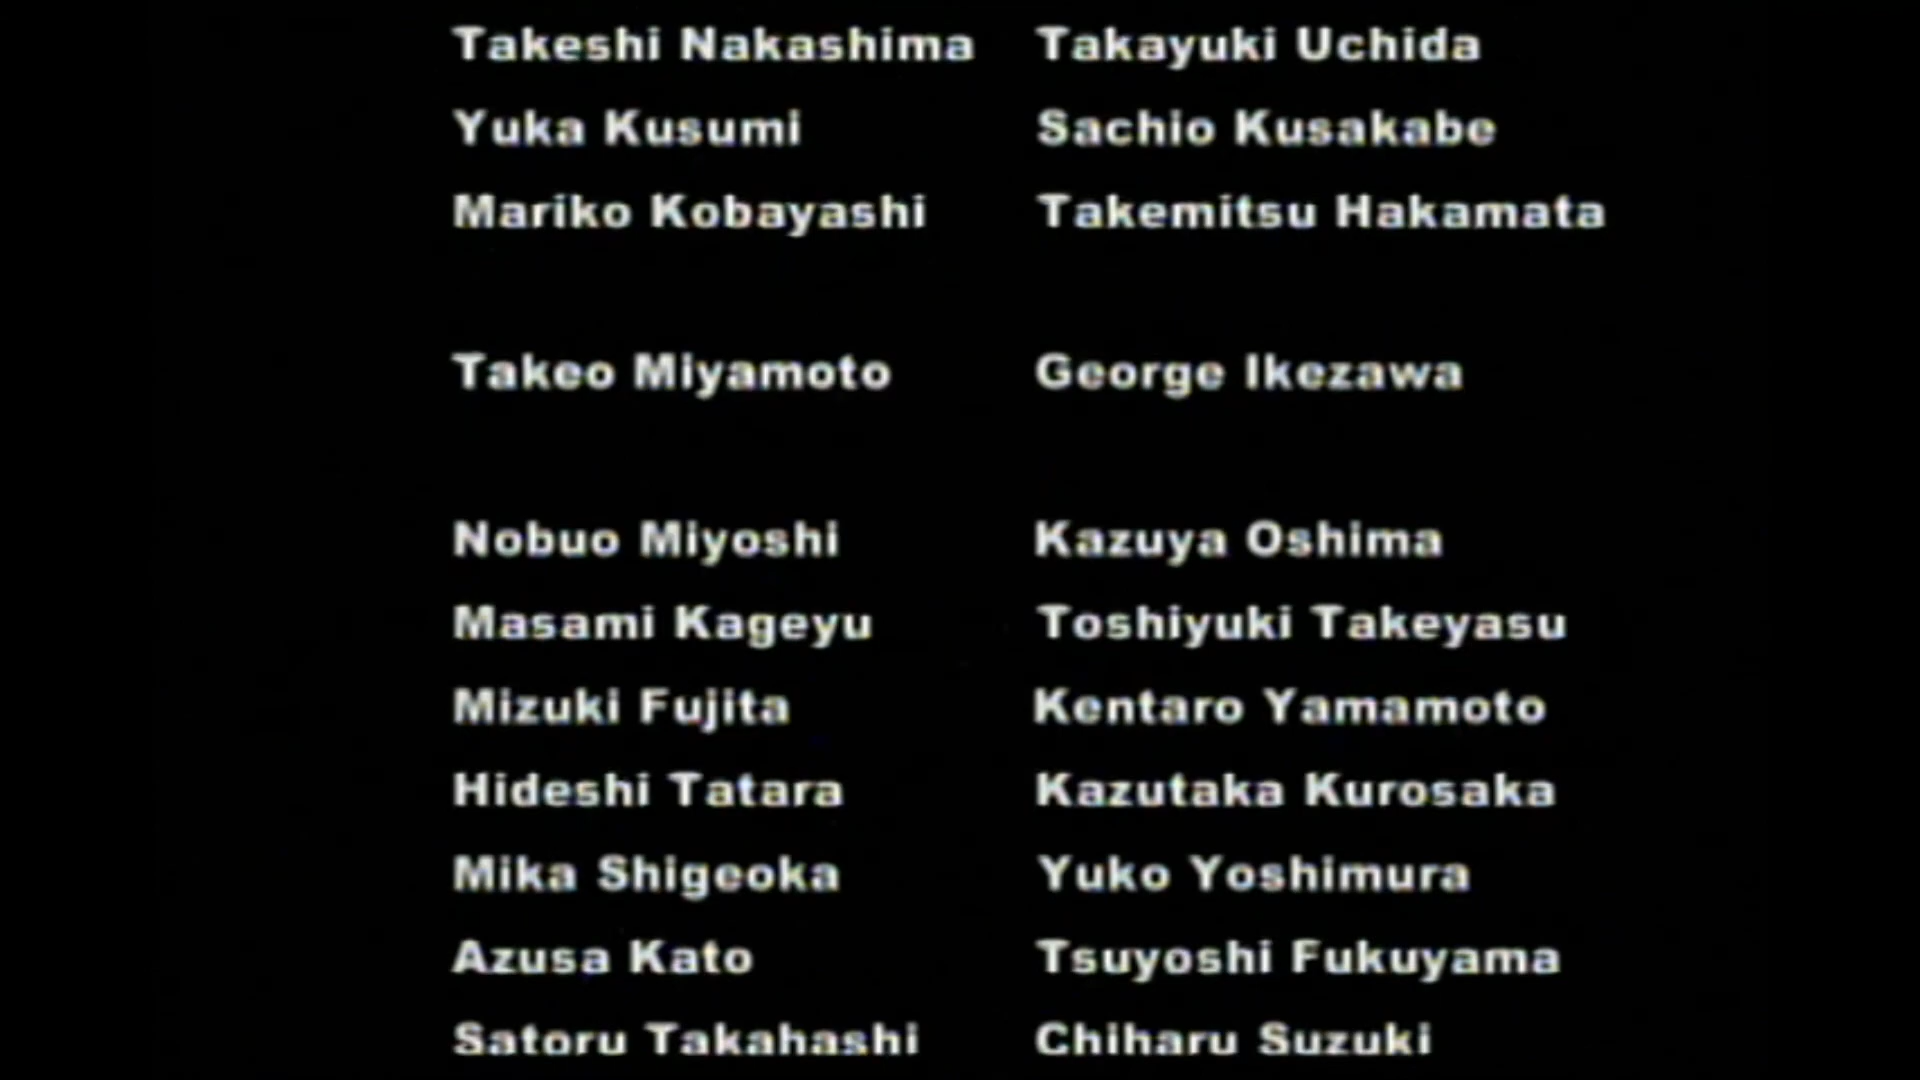 Takeshi Nakashima Takayuki Uchida
Yuka Kusumi Sachio Kusakabe
Mariko Kobayashi Takemitsu Hakamata
Takeo Miyamoto George Ikezawa
Nobuo Miyoshi Kazuya Oshima
Masami Kageyu Toshiyuki Takeyasu
Mizuki Fujita Kentaro Yamamoto
Hideshi Tatara Kazutaka Kurosaka
Mika Shigeoka Yuko Yoshimura
Azusa Kato Tsuyoshi Fukuyama
Satoru Takahashi Chiharu Suzuki